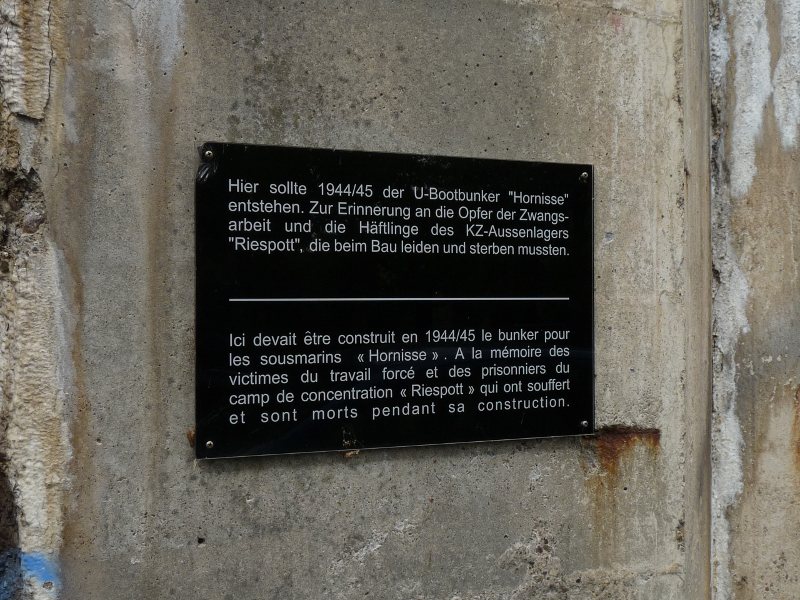 Hier sollte 1944/45 der U-Bootbunker "Hornisse"
entstehen. Zur Erinnerung an die Opfer der Zwangs-
arbeit und die Häftlinge des KZ-Aussenlagers
"Riespott", die beim Bau leiden und sterben mussten.
Ici devait être construit en 1944/45 le bunker pour
les sousmarins « Hornisse » . A la mémoire des
victimes du travail forcé et des prisonniers du
camp de concentration « Riespott » qui ont souffert
et sont morts pendant sa construction.